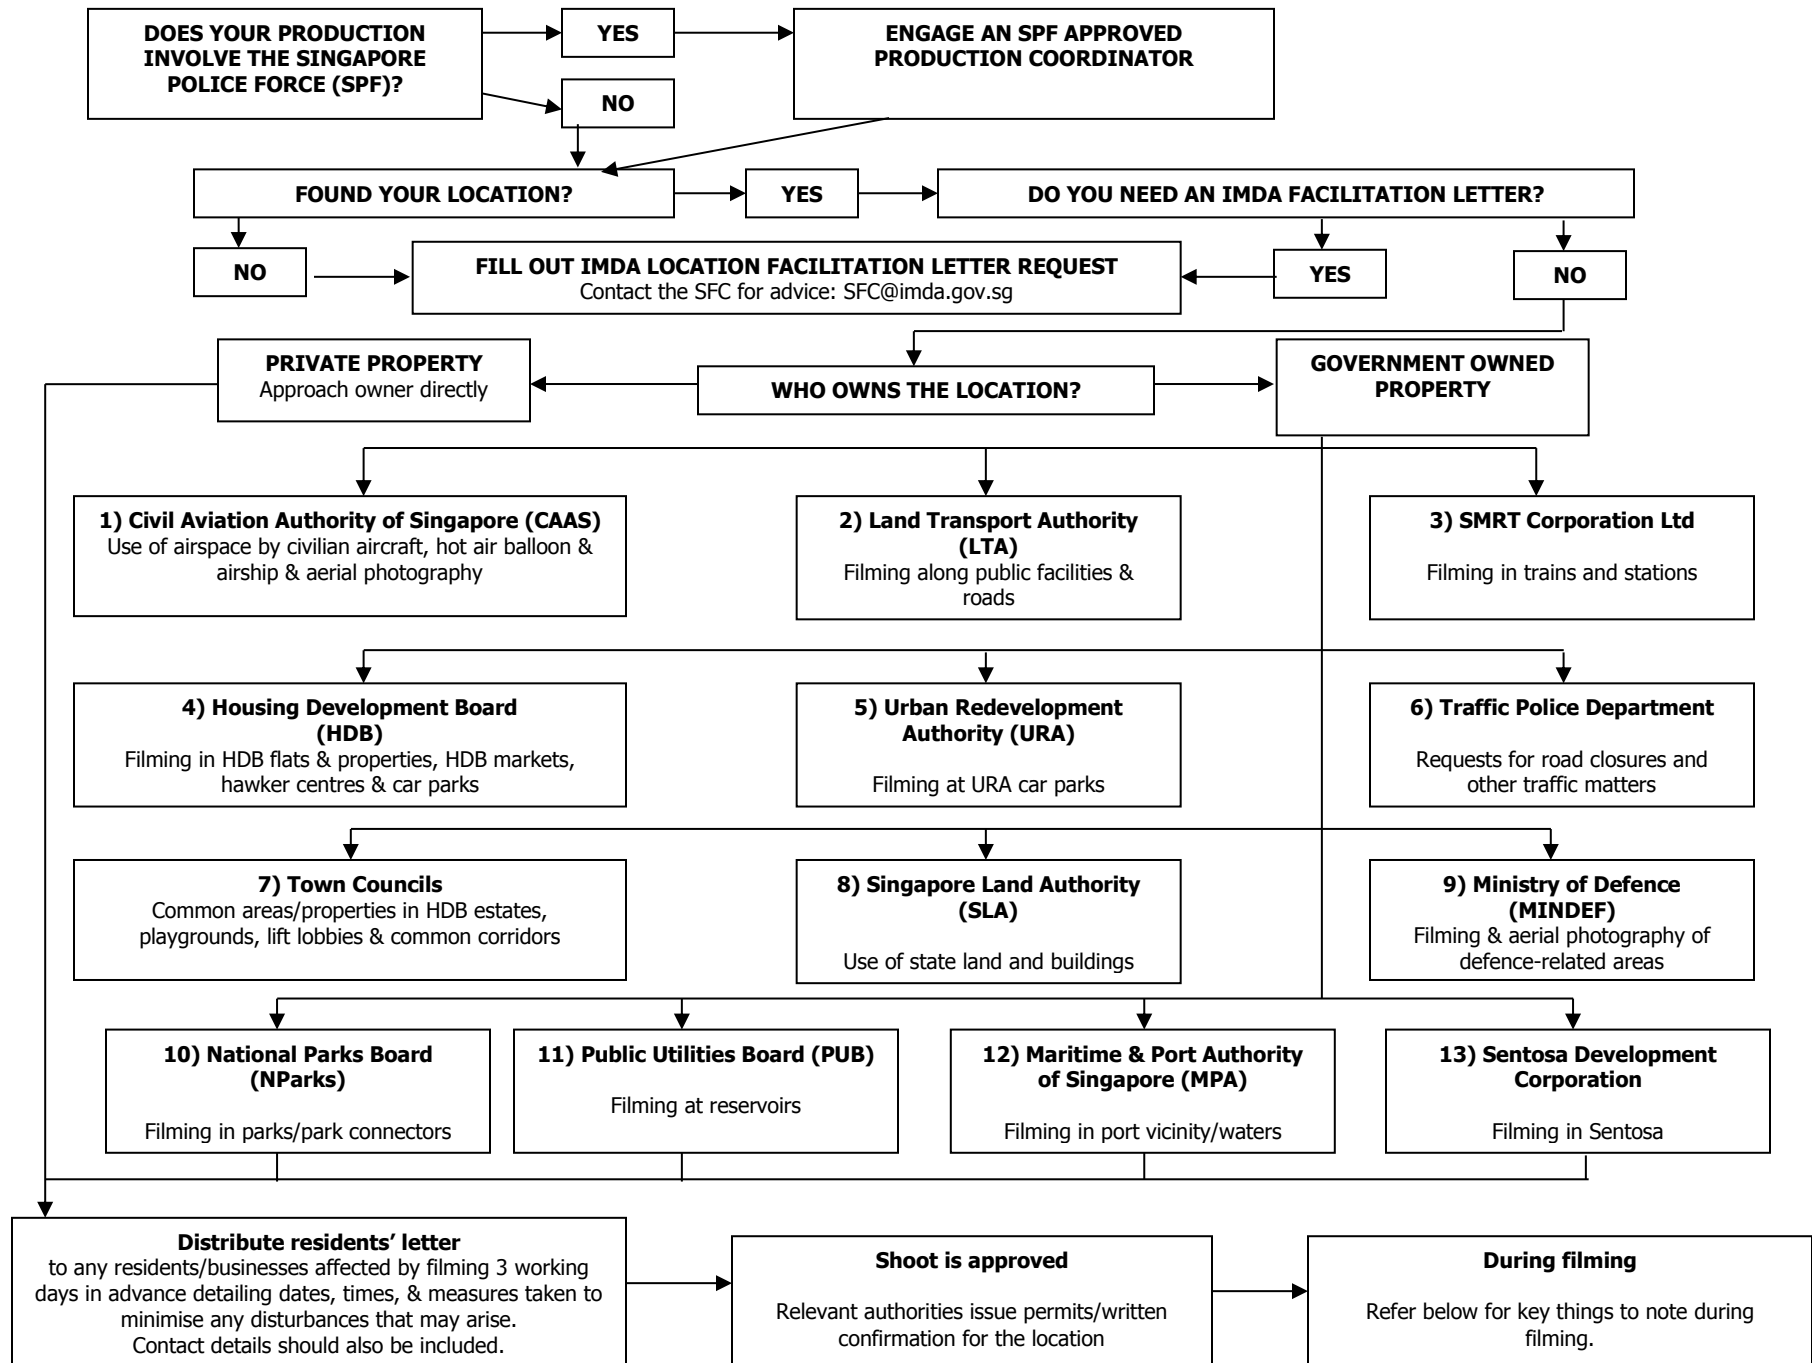 DOES YOUR PRODUCTION
INVOLVE THE SINGAPORE
POLICE FORCE (SPF)?
YES
ENGAGE AN SPF APPROVED
PRODUCTION COORDINATOR
NO
FOUND YOUR LOCATION?
YES
DO YOU NEED AN IMDA FACILITATION LETTER?
NO
FILL OUT IMDA LOCATION FACILITATION LETTER REQUEST
Contact the SFC for advice: SFC@imda.gov.sg
YES
NO
PRIVATE PROPERTY
Approach owner directly
WHO OWNS THE LOCATION?
GOVERNMENT OWNED
PROPERTY
1) Civil Aviation Authority of Singapore (CAAS)
Use of airspace by civilian aircraft, hot air balloon &
airship & aerial photography
2) Land Transport Authority
(LTA)
Filming along public facilities &
roads
3) SMRT Corporation Ltd
Filming in trains and stations
4) Housing Development Board
(HDB)
Filming in HDB flats & properties, HDB markets,
hawker centres & car parks
5) Urban Redevelopment
Authority (URA)
Filming at URA car parks
6) Traffic Police Department
Requests for road closures and
other traffic matters
7) Town Councils
Common areas/properties in HDB estates,
playgrounds, lift lobbies & common corridors
8) Singapore Land Authority
(SLA)
Use of state land and buildings
9) Ministry of Defence
(MINDEF)
Filming & aerial photography of
defence-related areas
10) National Parks Board
(NParks)
Filming in parks/park connectors
11) Public Utilities Board (PUB)
Filming at reservoirs
12) Maritime & Port Authority
of Singapore (MPA)
Filming in port vicinity/waters
13) Sentosa Development
Corporation
Filming in Sentosa
Distribute residents’ letter
to any residents/businesses affected by filming 3 working
days in advance detailing dates, times, & measures taken to
minimise any disturbances that may arise.
Contact details should also be included.
Shoot is approved
Relevant authorities issue permits/written
confirmation for the location
During filming
Refer below for key things to note during
filming.